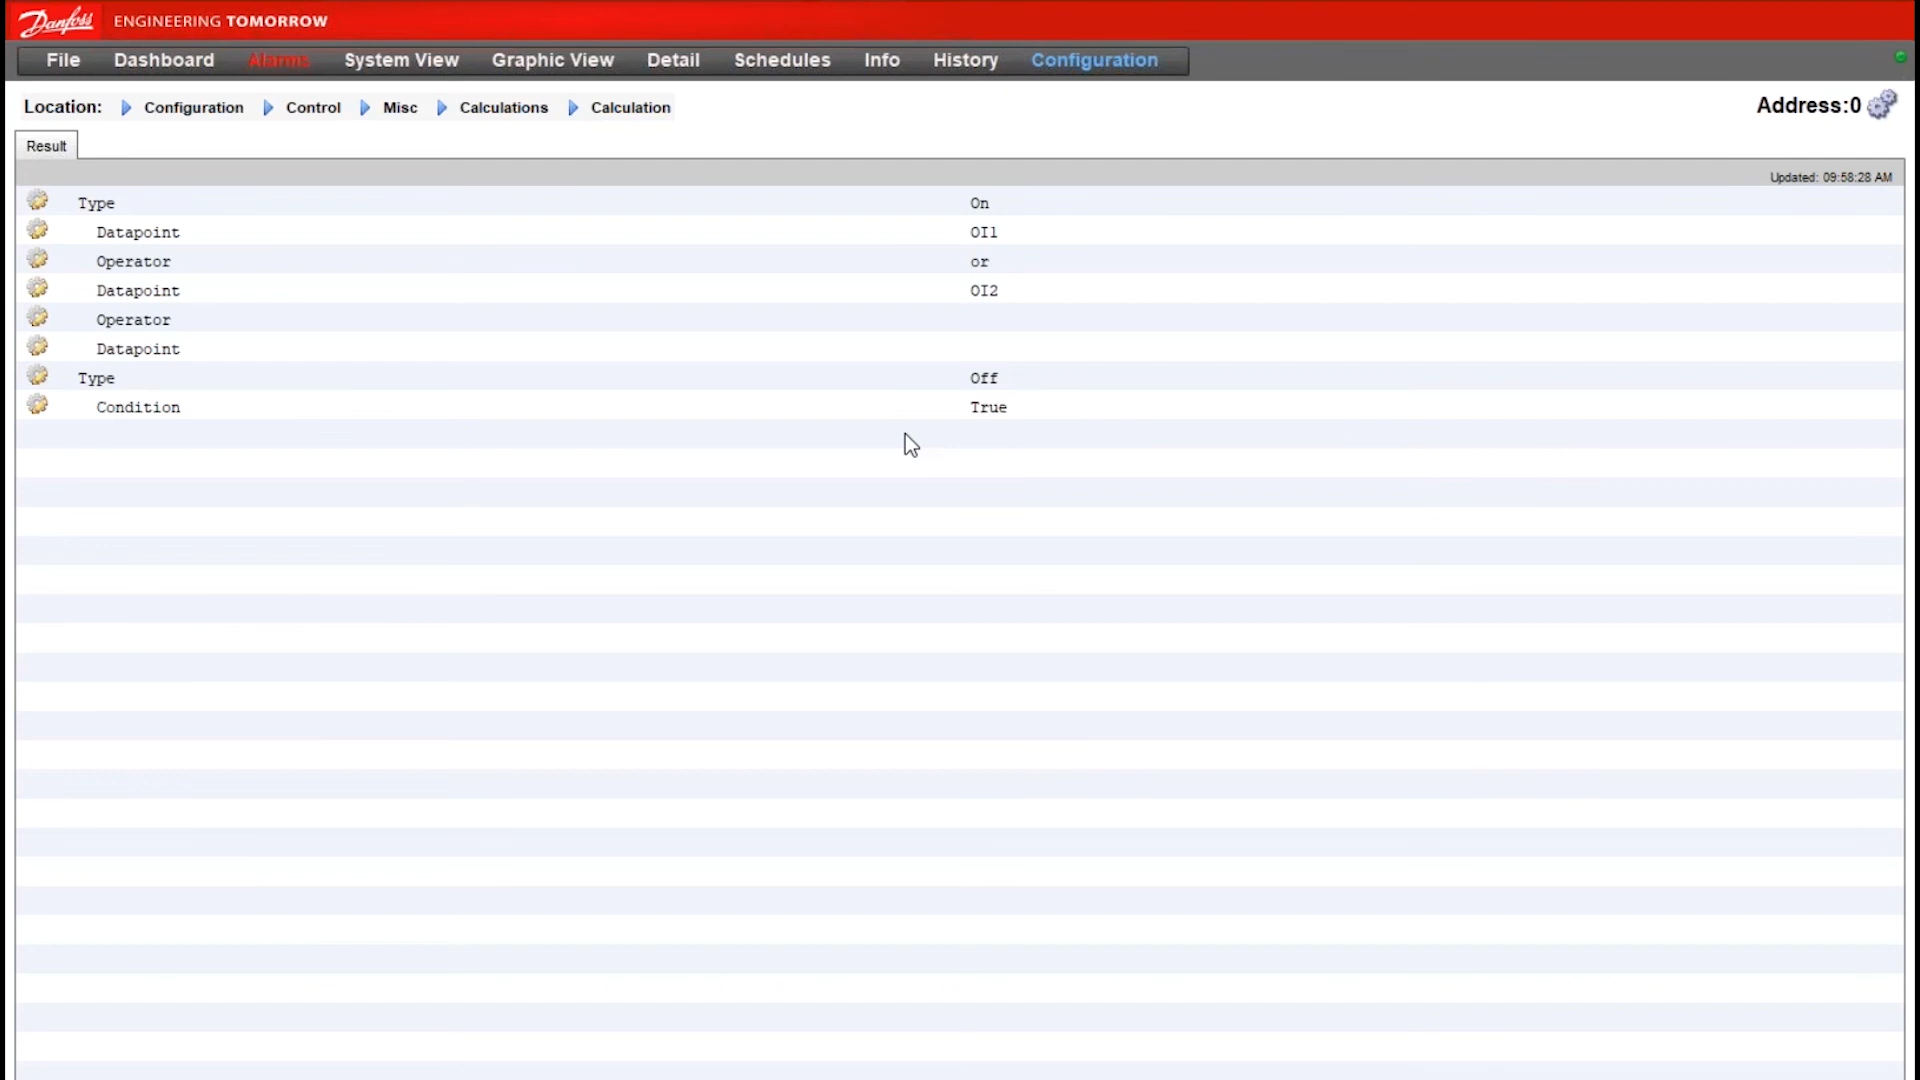 Danfoss ENGINEERING TOMORROW
File Dashboard Alarms System View Graphic View Detail Schedules Info History Configuration
Location: Configuration Control Misc Calculations Calculation Address:0
Result
Updated: 09:58:28 AM
Type On
Datapoint OI1
Operator or
Datapoint OI2
Operator
Datapoint
Type Off
Condition True